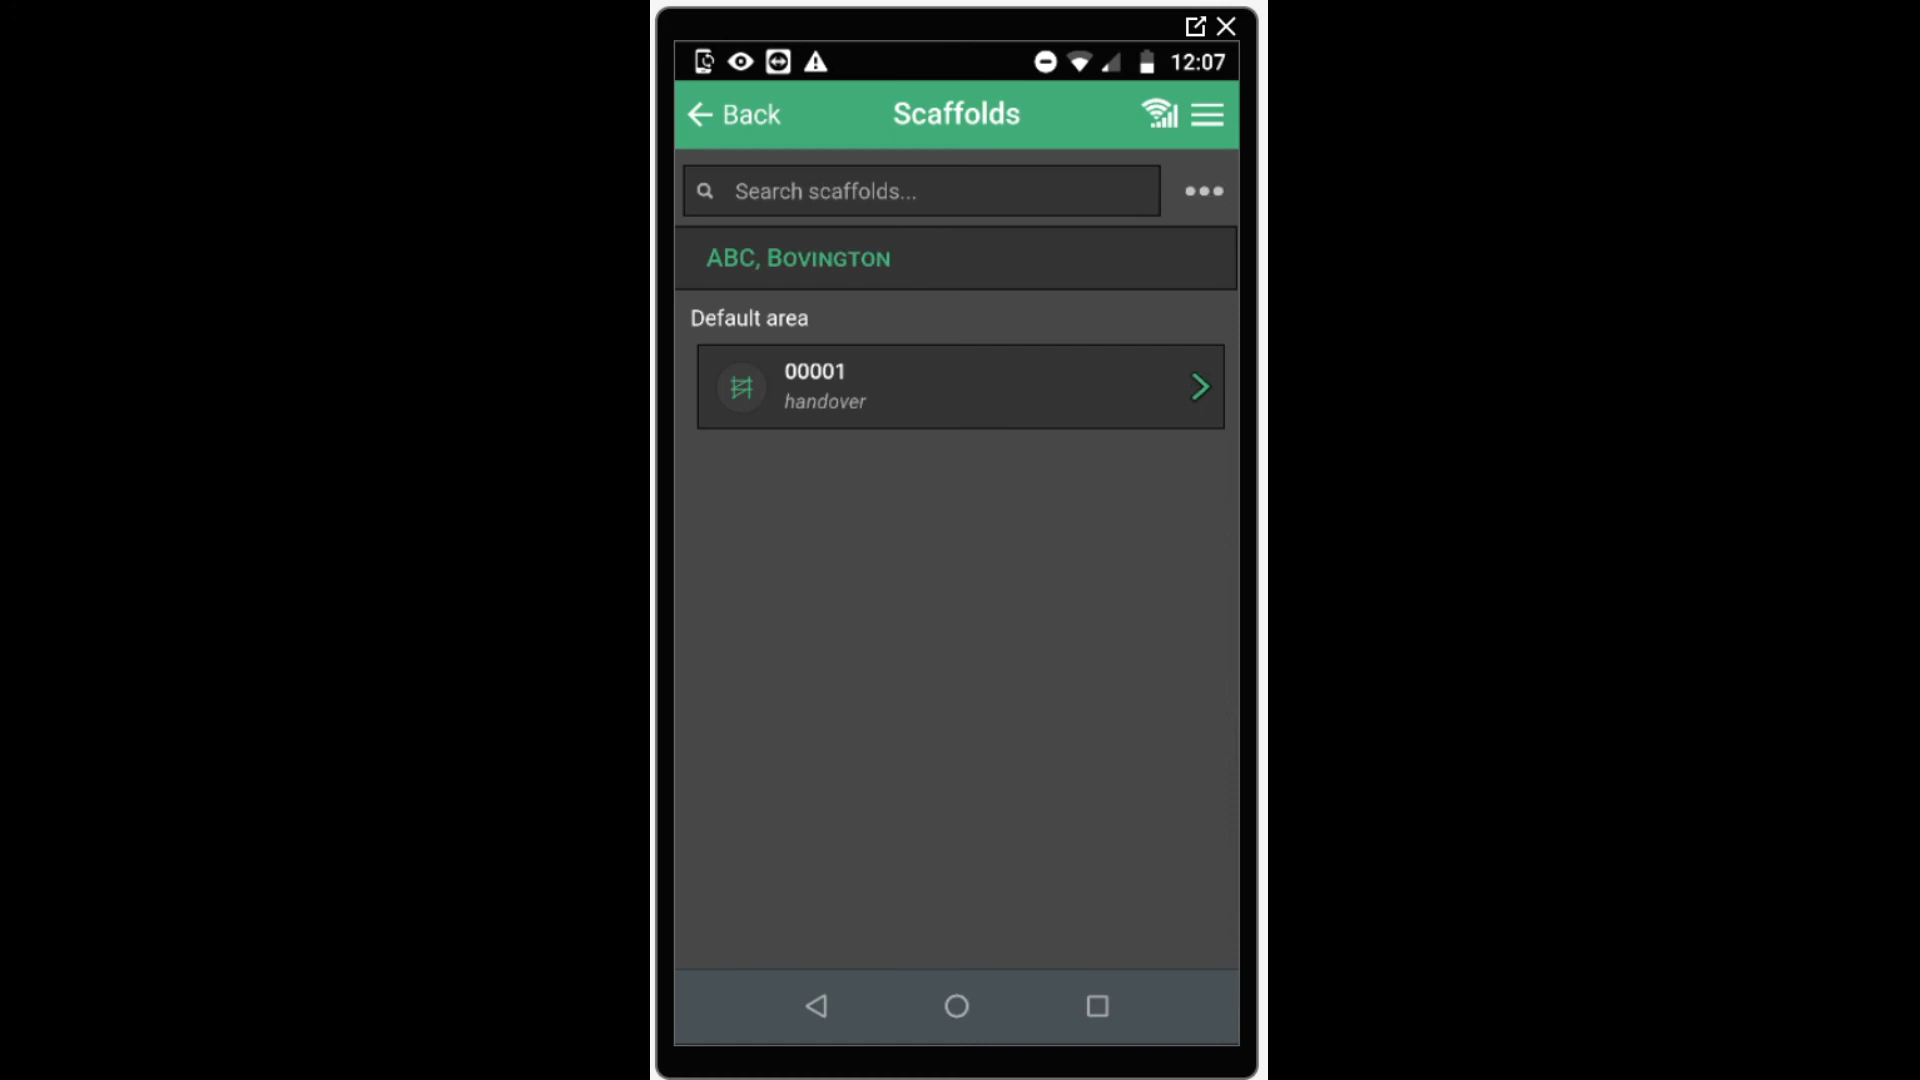 12:07
Back
Scaffolds
Search scaffolds...
ABC, BOVINGTON
Default area
00001
handover